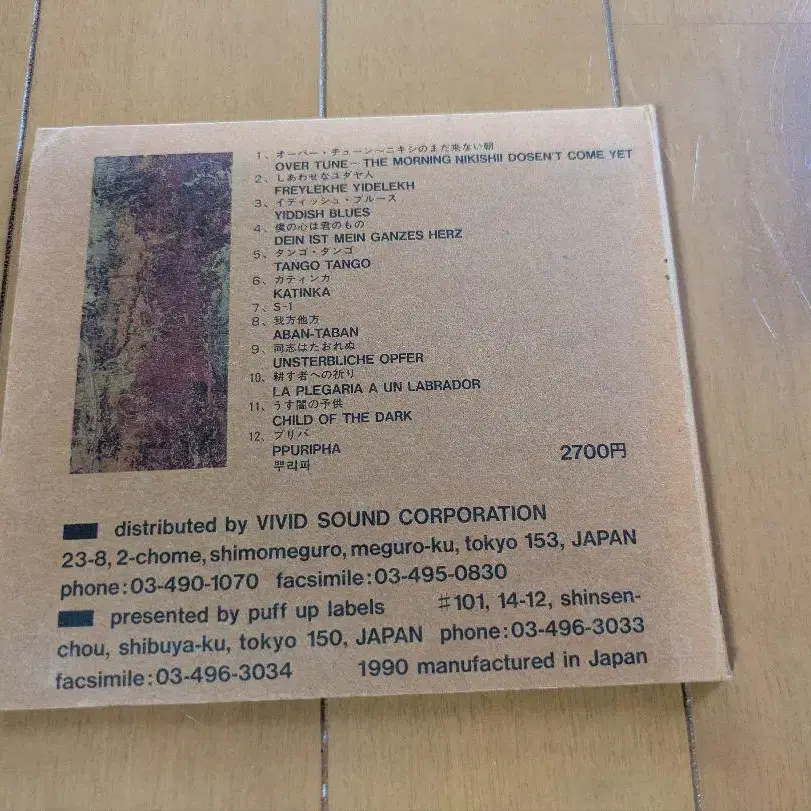 1、オーバー・チューン〜ニキシのまだ来ない朝
OVER TUNE~ THE MORNING NIKISHII DOSEN'T COME YET
2、しあわせなユダヤ人
FREYLEKHE YIDELEKH
3、イディッシュ・ブルース
YIDDISH BLUES
4、僕の心は君のもの
DEIN IST MEIN GANZES HERZ
5、タンゴ・タンゴ
TANGO TANGO
6、カティンカ
KATINKA
7、S-1
8、我方他方
ABAN-TABAN
9、同志はたおれぬ
UNSTERBLICHE OPFER
10、耕す者への祈り
LA PLEGARIA A UN LABRADOR
11、うす闇の子供
CHILD OF THE DARK
12、プリパ
PPURIPHA
뿌리파
2700円
distributed by VIVID SOUND CORPORATION
23-8, 2-chome, shimomeguro, meguro-ku, tokyo 153, JAPAN
phone:03-490-1070 facsimile:03-495-0830
presented by puff up labels ♯101, 14-12, shinsen-
chou, shibuya-ku, tokyo 150, JAPAN phone:03-496-3033
facsimile:03-496-3034 1990 manufactured in Japan